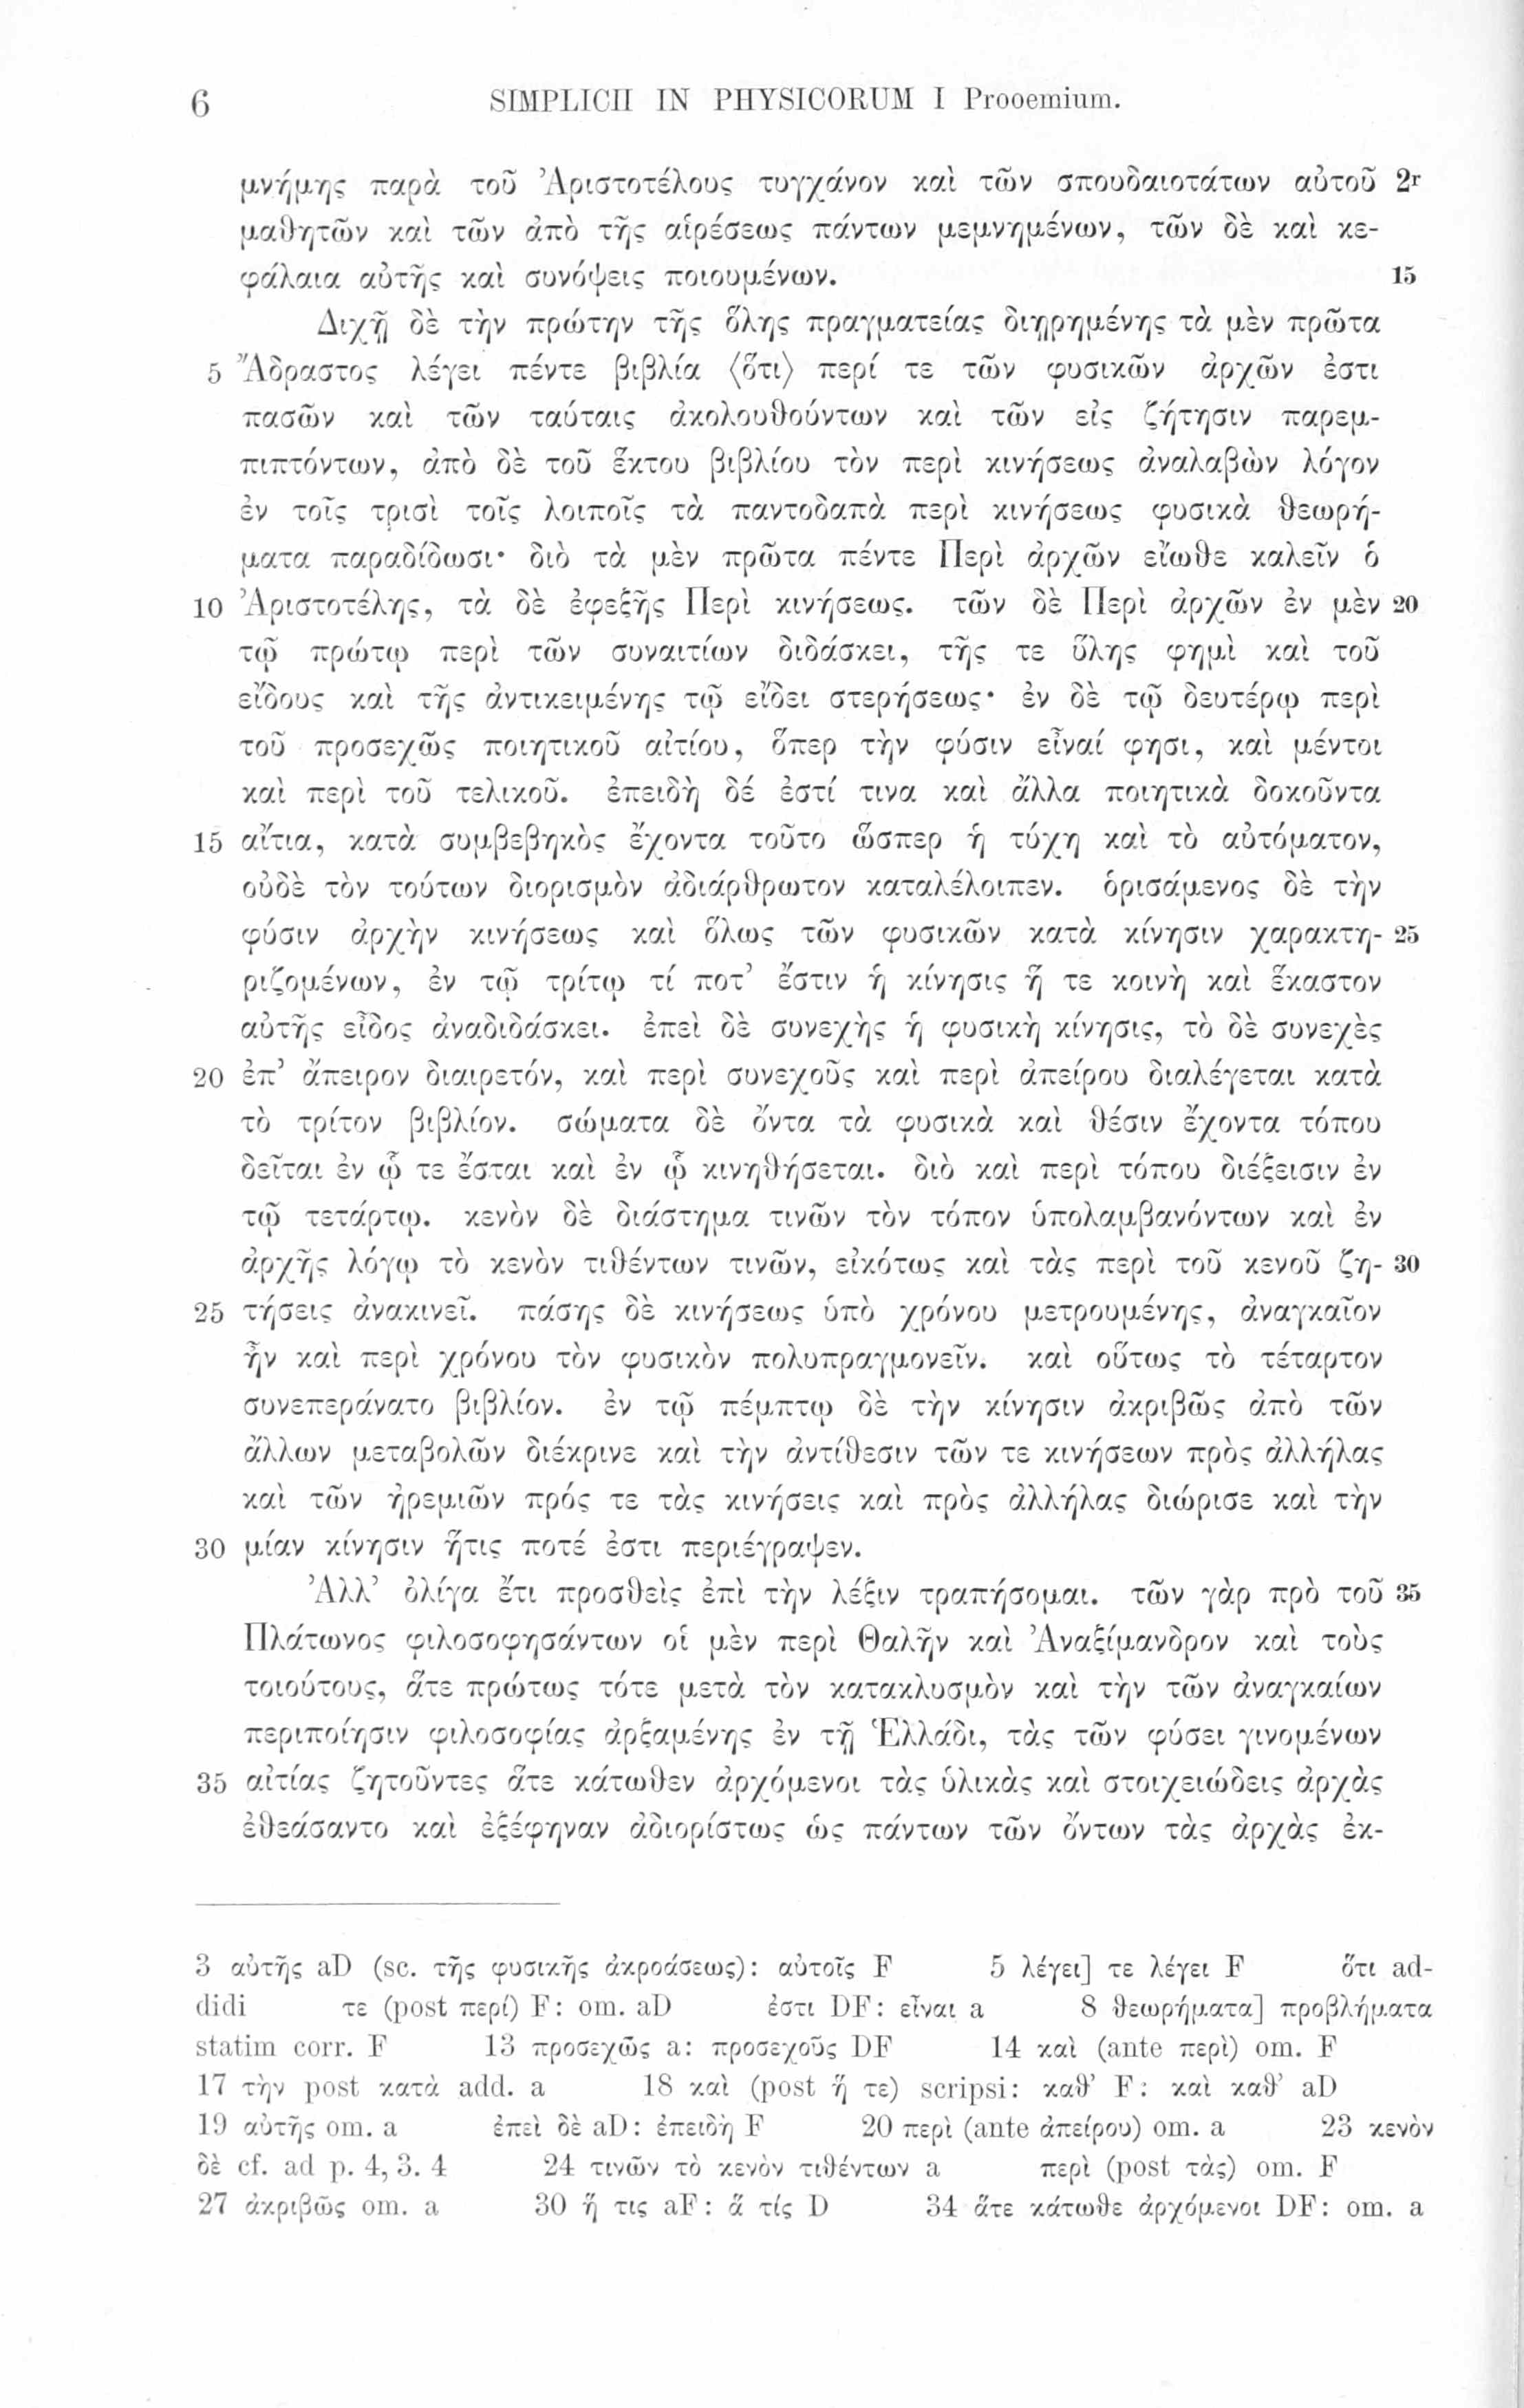 6 SIMPLICII IN PHYSICORUM I Prooemium.
μνήμης παρὰ τοῦ Ἀριστοτέλους τυγχάνον καὶ τῶν σπουδαιοτάτων αὐτοῦ 2r
μαθητῶν καὶ τῶν ἀπὸ τῆς αἱρέσεως πάντων μεμνημένων, τῶν δὲ καὶ κε-
φάλαια αὐτῆς καὶ συνόψεις ποιουμένων. 15
Διχῇ δὲ τὴν πρώτην τῆς ὅλης πραγματείας διῃρημένης τὰ μὲν πρῶτα
5 Ἄδραστος λέγει πέντε βιβλία ⟨ὅτι⟩ περί τε τῶν φυσικῶν ἀρχῶν ἐστι
πασῶν καὶ τῶν ταύταις ἀκολουθούντων καὶ τῶν εἰς ζήτησιν παρεμ-
πιπτόντων, ἀπὸ δὲ τοῦ ἕκτου βιβλίου τὸν περὶ κινήσεως ἀναλαβὼν λόγον
ἐν τοῖς τρισὶ τοῖς λοιποῖς τὰ παντοδαπὰ περὶ κινήσεως φυσικὰ θεωρή-
ματα παραδίδωσι· διὸ τὰ μὲν πρῶτα πέντε Περὶ ἀρχῶν εἴωθε καλεῖν ὁ
10 Ἀριστοτέλης, τὰ δὲ ἐφεξῆς Περὶ κινήσεως. τῶν δὲ Περὶ ἀρχῶν ἐν μὲν 20
τῷ πρώτῳ περὶ τῶν συναιτίων διδάσκει, τῆς τε ὕλης φημὶ καὶ τοῦ
εἴδους καὶ τῆς ἀντικειμένης τῷ εἴδει στερήσεως· ἐν δὲ τῷ δευτέρῳ περὶ
τοῦ προσεχῶς ποιητικοῦ αἰτίου, ὅπερ τὴν φύσιν εἶναί φησι, καὶ μέντοι
καὶ περὶ τοῦ τελικοῦ. ἐπειδὴ δέ ἐστί τινα καὶ ἄλλα ποιητικὰ δοκοῦντα
15 αἴτια, κατὰ συμβεβηκὸς ἔχοντα τοῦτο ὥσπερ ἡ τύχη καὶ τὸ αὐτόματον,
οὐδὲ τὸν τούτων διορισμὸν ἀδιάρθρωτον καταλέλοιπεν. ὁρισάμενος δὲ τὴν
φύσιν ἀρχὴν κινήσεως καὶ ὅλως τῶν φυσικῶν κατὰ κίνησιν χαρακτη- 25
ριζομένων, ἐν τῷ τρίτῳ τί ποτ’ ἔστιν ἡ κίνησις ἥ τε κοινὴ καὶ ἕκαστον
αὐτῆς εἶδος ἀναδιδάσκει. ἐπεὶ δὲ συνεχὴς ἡ φυσικὴ κίνησις, τὸ δὲ συνεχὲς
20 ἐπ’ ἄπειρον διαιρετόν, καὶ περὶ συνεχοῦς καὶ περὶ ἀπείρου διαλέγεται κατὰ
τὸ τρίτον βιβλίον. σώματα δὲ ὄντα τὰ φυσικὰ καὶ θέσιν ἔχοντα τόπου
δεῖται ἐν ᾧ τε ἔσται καὶ ἐν ᾧ κινηθήσεται. διὸ καὶ περὶ τόπου διέξεισιν ἐν
τῷ τετάρτῳ. κενὸν δὲ διάστημα τινῶν τὸν τόπον ὑπολαμβανόντων καὶ ἐν
ἀρχῆς λόγῳ τὸ κενὸν τιθέντων τινῶν, εἰκότως καὶ τὰς περὶ τοῦ κενοῦ ζη- 30
25 τήσεις ἀνακινεῖ. πάσης δὲ κινήσεως ὑπὸ χρόνου μετρουμένης, ἀναγκαῖον
ἦν καὶ περὶ χρόνου τὸν φυσικὸν πολυπραγμονεῖν. καὶ οὕτως τὸ τέταρτον
συνεπεράνατο βιβλίον. ἐν τῷ πέμπτῳ δὲ τὴν κίνησιν ἀκριβῶς ἀπὸ τῶν
ἄλλων μεταβολῶν διέκρινε καὶ τὴν ἀντίθεσιν τῶν τε κινήσεων πρὸς ἀλλήλας
καὶ τῶν ἠρεμιῶν πρός τε τὰς κινήσεις καὶ πρὸς ἀλλήλας διώρισε καὶ τὴν
30 μίαν κίνησιν ἥτις ποτέ ἐστι περιέγραψεν.
Ἀλλ’ ὀλίγα ἔτι προσθεὶς ἐπὶ τὴν λέξιν τραπήσομαι. τῶν γὰρ πρὸ τοῦ 35
Πλάτωνος φιλοσοφησάντων οἱ μὲν περὶ Θαλῆν καὶ Ἀναξίμανδρον καὶ τοὺς
τοιούτους, ἅτε πρώτως τότε μετὰ τὸν κατακλυσμὸν καὶ τὴν τῶν ἀναγκαίων
περιποίησιν φιλοσοφίας ἀρξαμένης ἐν τῇ Ἑλλάδι, τὰς τῶν φύσει γινομένων
35 αἰτίας ζητοῦντες ἅτε κάτωθεν ἀρχόμενοι τὰς ὑλικὰς καὶ στοιχειώδεις ἀρχὰς
ἐθεάσαντο καὶ ἐξέφηναν ἀδιορίστως ὡς πάντων τῶν ὄντων τὰς ἀρχὰς ἐκ-
3 αὐτῆς aD (sc. τῆς φυσικῆς ἀκροάσεως): αὐτοῖς F 5 λέγει] τε λέγει F ὅτι ad-
didi τε (post περί) F: om. aD ἐστι DF: εἶναι a 8 θεωρήματα] προβλήματα
statim corr. F 13 προσεχῶς a: προσεχοῦς DF 14 καὶ (ante περὶ) om. F
17 τὴν post κατὰ add. a 18 καὶ (post ἥ τε) scripsi: καθ’ F: καὶ καθ’ aD
19 αὐτῆς om. a ἐπεὶ δὲ aD: ἐπειδὴ F 20 περὶ (ante ἀπείρου) om. a 23 κενὸν
δὲ cf. ad p. 4, 3. 4 24 τινῶν τὸ κενὸν τιθέντων a περὶ (post τὰς) om. F
27 ἀκριβῶς om. a 30 ἥ τις aF: ἅ τίς D 34 ἅτε κάτωθε ἀρχόμενοι DF: om. a